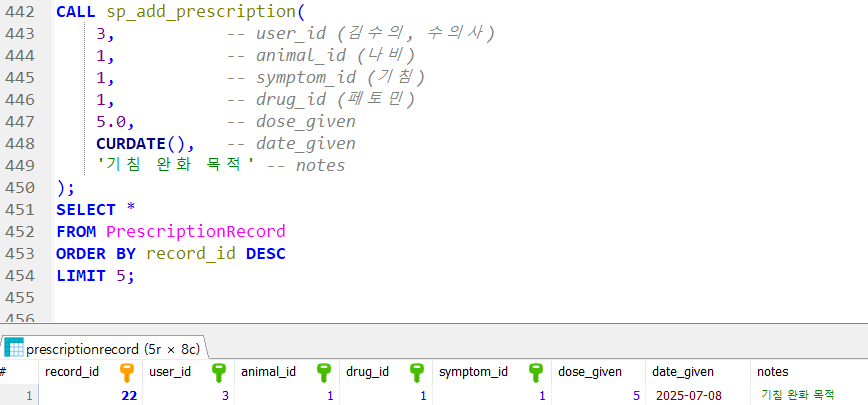 442 CALL sp_add_prescription(
443 3, -- user_id (김수의, 수의사)
444 1, -- animal_id (나비)
445 1, -- symptom_id (기침)
446 1, -- drug_id (페토민)
447 5.0, -- dose_given
448 CURDATE(), -- date_given
449 '기침 완화 목적' -- notes
450 );
451 SELECT *
452 FROM PrescriptionRecord
453 ORDER BY record_id DESC
454 LIMIT 5;
455
456
prescriptionrecord (5r × 8c)
# record_id user_id animal_id drug_id symptom_id dose_given date_given notes
1 22 3 1 1 1 5 2025-07-08 기침 완화 목적